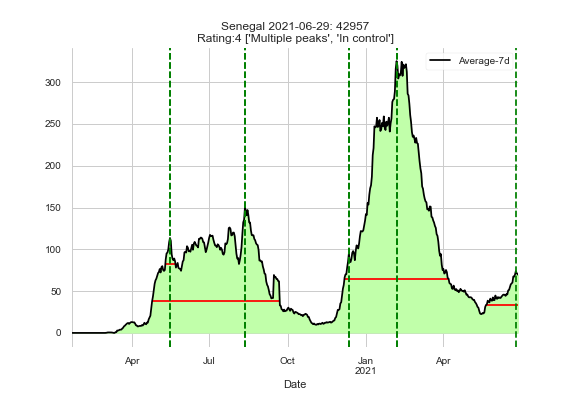 Senegal 2021-06-29: 42957
Rating:4 ['Multiple peaks', 'In control']
Average-7d
300
250
200
150
100
50
0
Apr
Jul
Oct
Jan
2021
Apr
Date